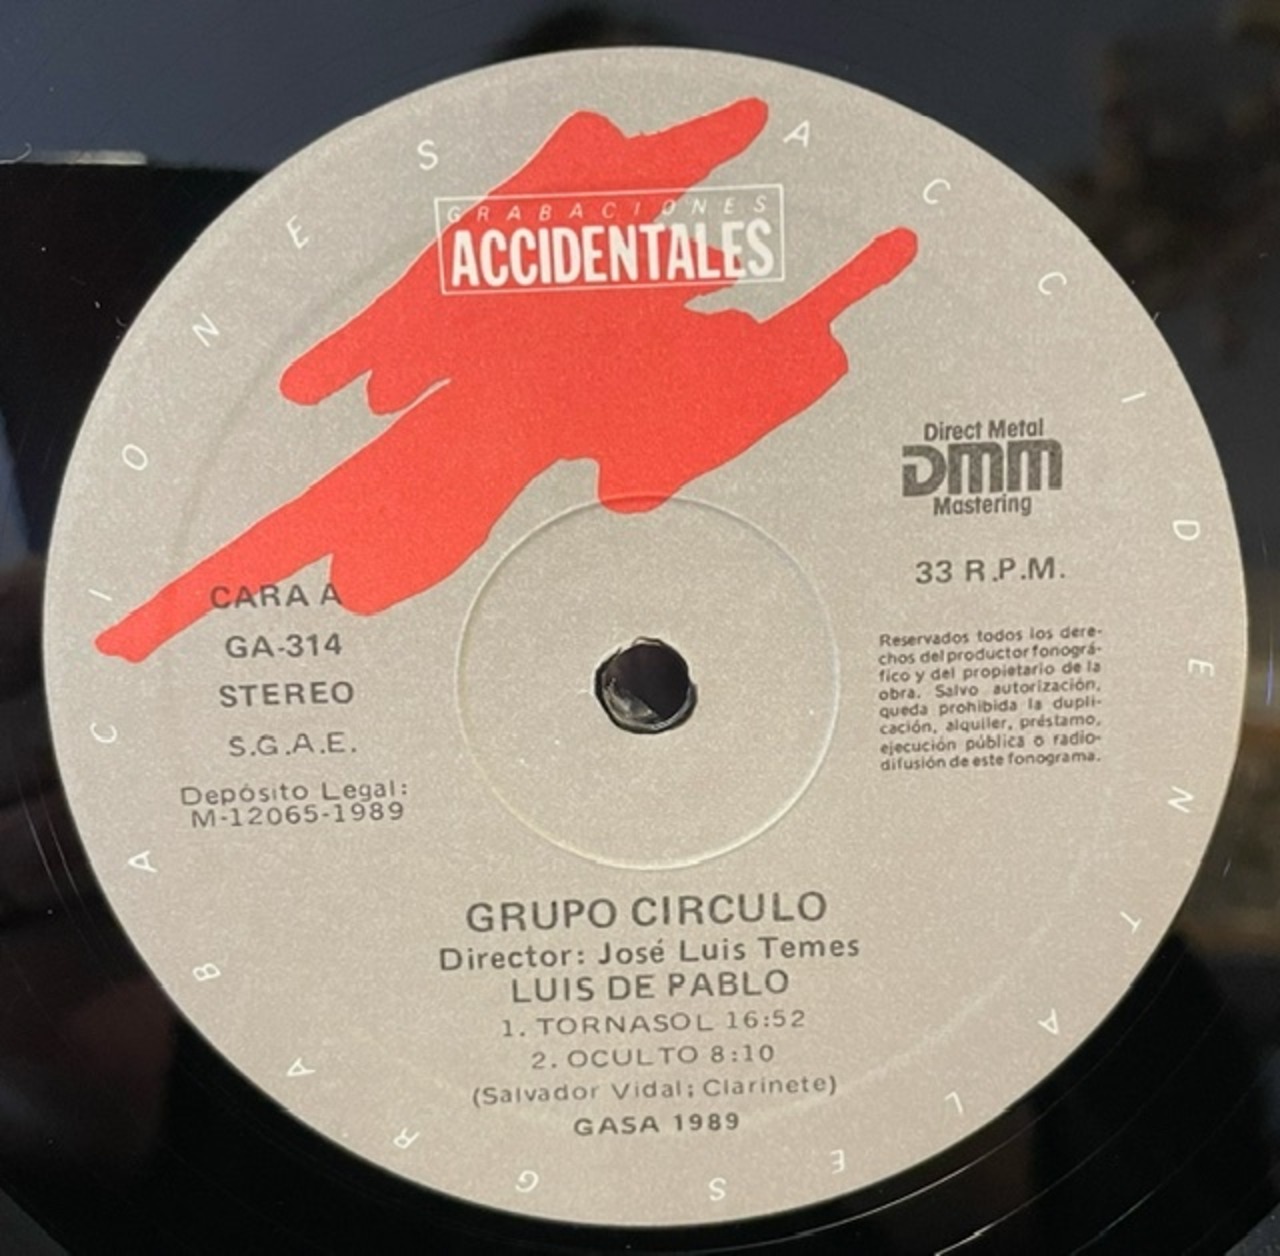 GRABACIONES ACCIDENTALES
GRABACIONES
ACCIDENTALES
Direct Metal
DMM
Mastering
33 R.P.M.
CARA A
GA-314
STEREO
S.G.A.E.
Depósito Legal:
M-12065-1989
Reservados todos los dere-
chos del productor fonográ-
fico y del propietario de la
obra. Salvo autorización,
queda prohibida la dupli-
cación, alquiler, préstamo,
ejecución pública o radio-
difusión de este fonograma.
GRUPO CIRCULO
Director: José Luis Temes
LUIS DE PABLO
1. TORNASOL 16:52
2. OCULTO 8:10
(Salvador Vidal; Clarinete)
GASA 1989